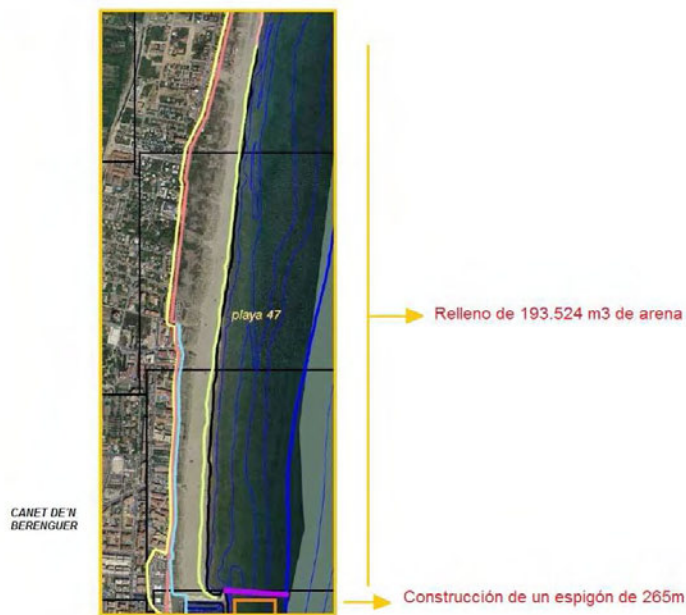 playa 47
Relleno de 193.524 m3 de arena
CANET DE'N
BERENGUER
Construcción de un espigón de 265m